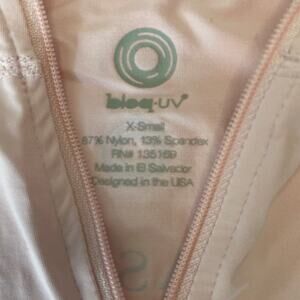 bloq·UV®
X-Small
87% Nylon, 13% Spandex
RN# 135169
Made in El Salvador
Designed in the USA